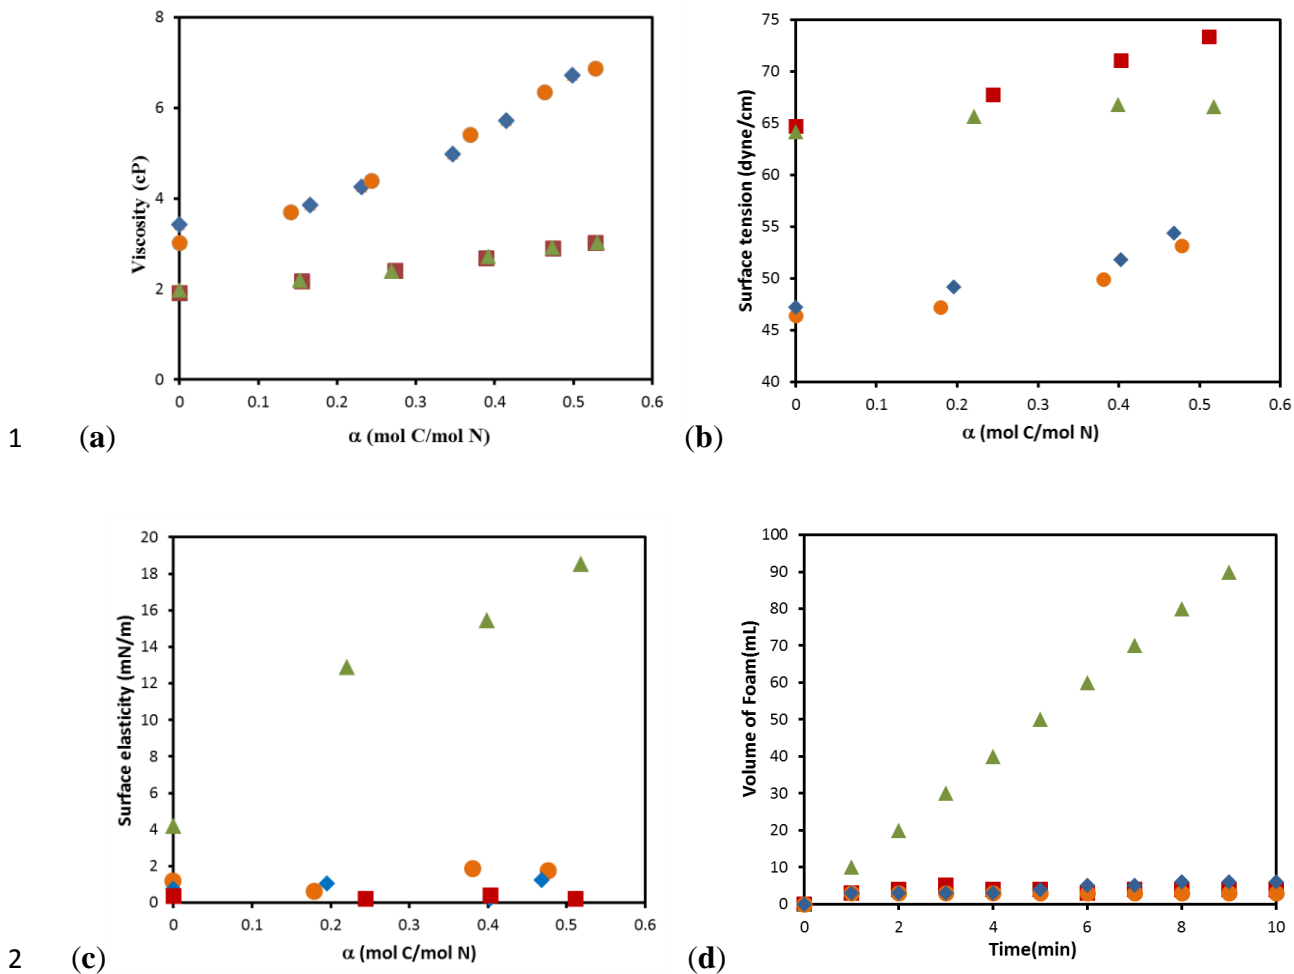 8
6
4
2
0
Viscosity (cP)
0 0.1 0.2 0.3 0.4 0.5 0.6
α (mol C/mol N)
75
70
65
60
55
50
45
40
Surface tension (dyne/cm)
0 0.1 0.2 0.3 0.4 0.5 0.6
α (mol C/mol N)
1 (a) (b)
20
18
16
14
12
10
8
6
4
2
0
Surface elasticity (mN/m)
0 0.1 0.2 0.3 0.4 0.5 0.6
α (mol C/mol N)
100
90
80
70
60
50
40
30
20
10
0
Volume of Foam(mL)
0 2 4 6 8 10
Time(min)
2 (c) (d)